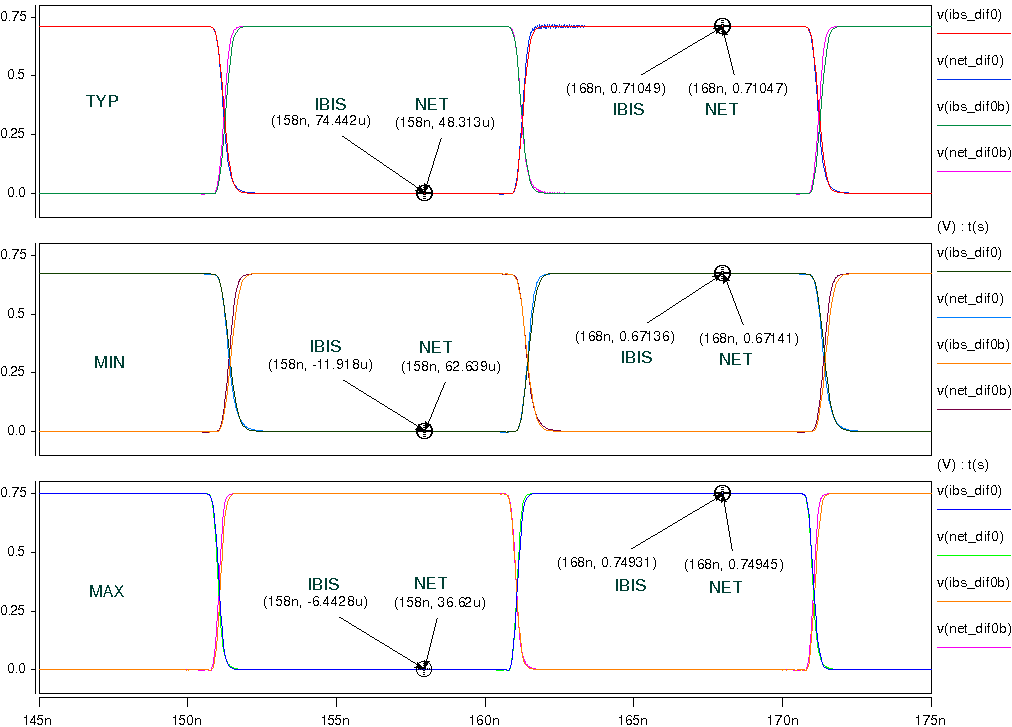 0.75
0.5
0.25
0.0
TYP
IBIS
(158n, 74.442u)
NET
(158n, 48.313u)
(168n, 0.71049)
IBIS
(168n, 0.71047)
NET
v(ibs_dif0)
v(net_dif0)
v(ibs_dif0b)
v(net_dif0b)
(V) : t(s)
0.75
0.5
0.25
0.0
MIN
IBIS
(158n, -11.918u)
NET
(158n, 62.639u)
(168n, 0.67136)
IBIS
(168n, 0.67141)
NET
v(ibs_dif0)
v(net_dif0)
v(ibs_dif0b)
v(net_dif0b)
(V) : t(s)
0.75
0.5
0.25
0.0
MAX
IBIS
(158n, -6.4428u)
NET
(158n, 36.62u)
(168n, 0.74931)
IBIS
(168n, 0.74945)
NET
v(ibs_dif0)
v(net_dif0)
v(ibs_dif0b)
v(net_dif0b)
145n 150n 155n 160n 165n 170n 175n